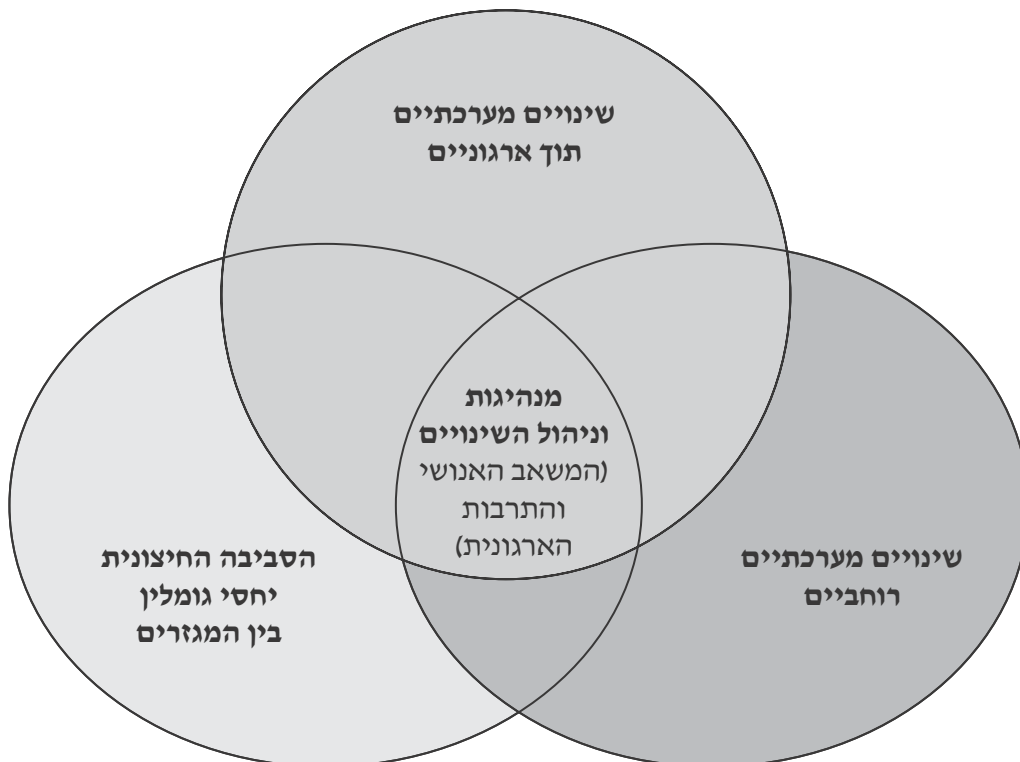 שינויים מערכתיים
תוך ארגוניים
מנהיגות
וניהול השינויים
(המשאב האנושי
והתרבות
הארגונית)
שינויים מערכתיים
רוחביים
הסביבה החיצונית
יחסי גומלין
בין המגזרים